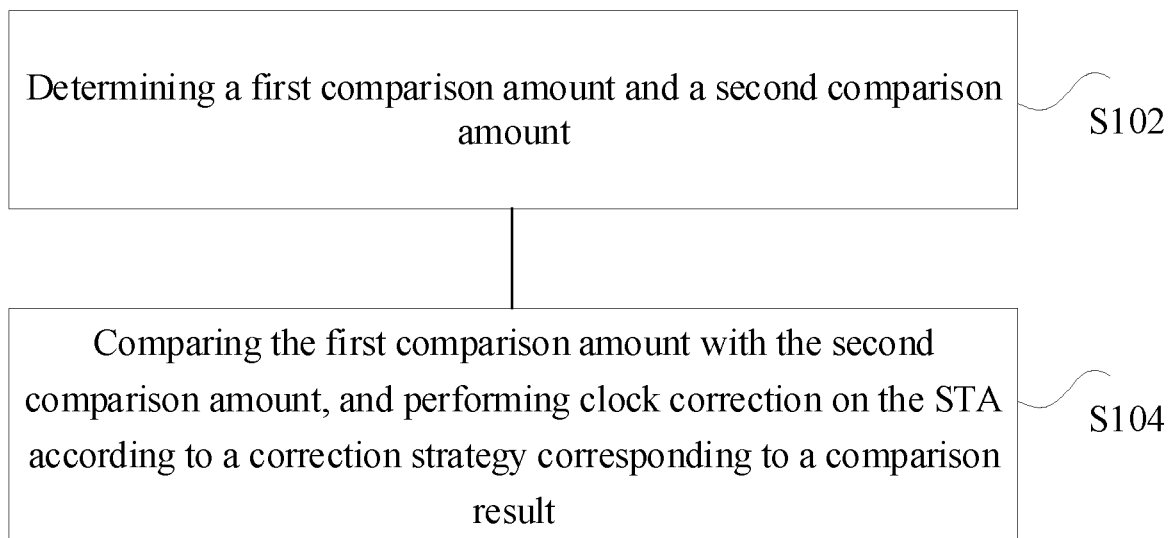 Determining a first comparison amount and a second comparison
amount
S102
Comparing the first comparison amount with the second
comparison amount, and performing clock correction on the STA
according to a correction strategy corresponding to a comparison
result
S104